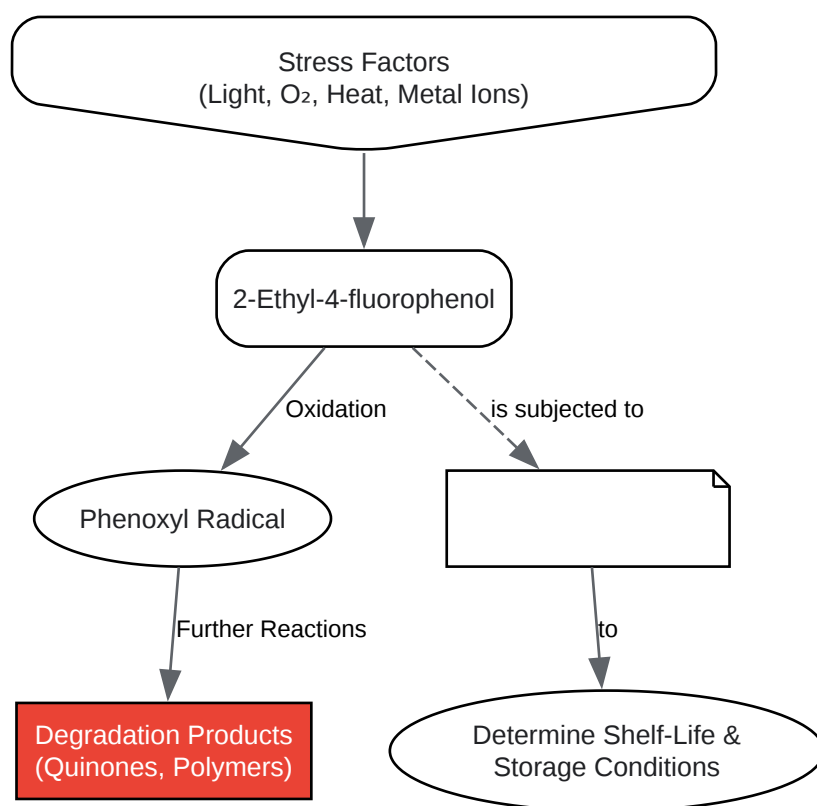 Stress Factors
(Light, O₂, Heat, Metal Ions)
2-Ethyl-4-fluorophenol
Oxidation
is subjected to
Phenoxyl Radical
Further Reactions
to
Degradation Products
(Quinones, Polymers)
Determine Shelf-Life &
Storage Conditions